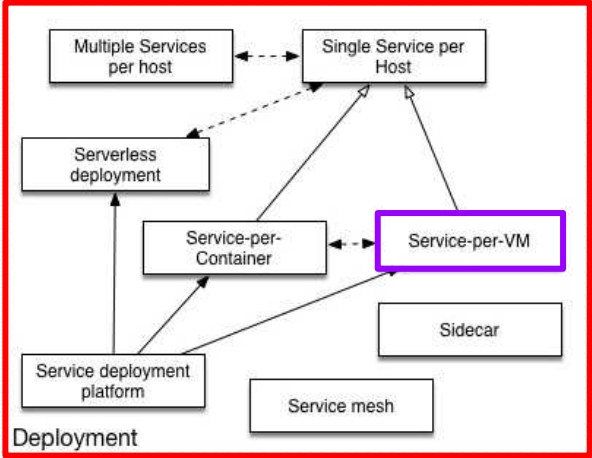 Multiple Services
per host
Single Service per
Host
Serverless
deployment
Service-per-
Container
Service-per-VM
Sidecar
Service deployment
platform
Service mesh
Deployment